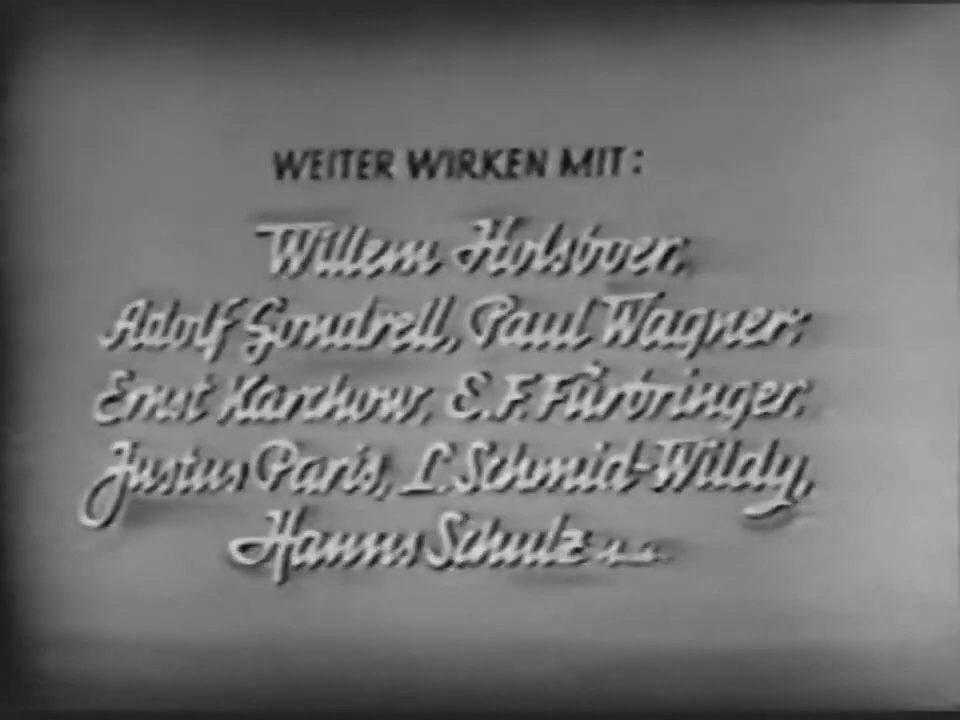 WEITER WIRKEN MIT:
Willem Holsboer,
Adolf Gondrell, Paul Wagner,
Ernst Karchow, E.F. Fürbringer,
Justus Paris, L. Schmid-Wildy,
Hanns Schulz u.a.